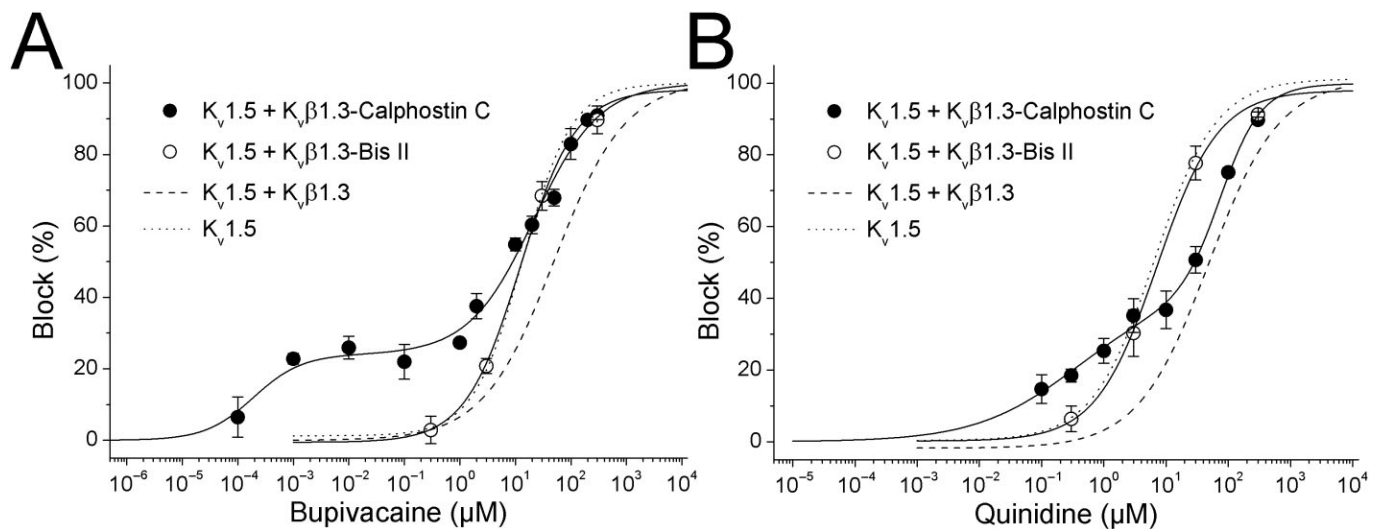 A
100
80
60
40
20
0
Block (%)
● Kᵥ1.5 + Kᵥβ1.3-Calphostin C
○ Kᵥ1.5 + Kᵥβ1.3-Bis II
Kᵥ1.5 + Kᵥβ1.3
Kᵥ1.5
10⁻⁶ 10⁻⁵ 10⁻⁴ 10⁻³ 10⁻² 10⁻¹ 10⁰ 10¹ 10² 10³ 10⁴
Bupivacaine (µM)
B
100
80
60
40
20
0
Block (%)
● Kᵥ1.5 + Kᵥβ1.3-Calphostin C
○ Kᵥ1.5 + Kᵥβ1.3-Bis II
Kᵥ1.5 + Kᵥβ1.3
Kᵥ1.5
10⁻⁵ 10⁻⁴ 10⁻³ 10⁻² 10⁻¹ 10⁰ 10¹ 10² 10³ 10⁴
Quinidine (µM)